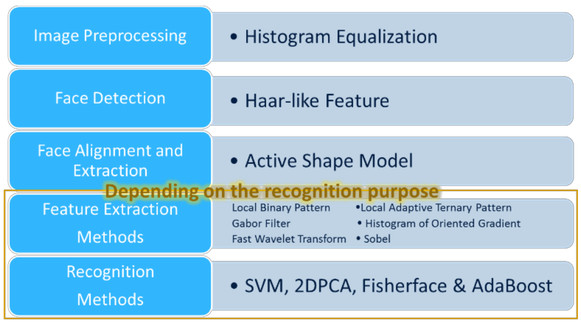 Image Preprocessing
• Histogram Equalization
Face Detection
• Haar-like Feature
Face Alignment and
Extraction
• Active Shape Model
Depending on the recognition purpose
Feature Extraction
Methods
Local Binary Pattern •Local Adaptive Ternary Pattern
Gabor Filter • Histogram of Oriented Gradient
Fast Wavelet Transform • Sobel
Recognition
Methods
• SVM, 2DPCA, Fisherface & AdaBoost